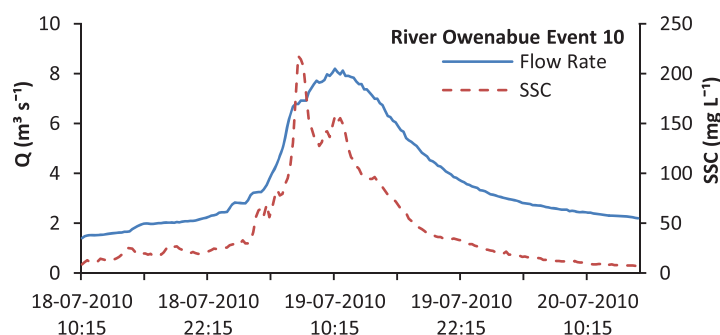 River Owenabue Event 10
Flow Rate
SSC
Q (m³ s⁻¹)
10
8
6
4
2
0
SSC (mg L⁻¹)
250
200
150
100
50
0
18-07-2010 18-07-2010 19-07-2010 19-07-2010 20-07-2010
10:15 22:15 10:15 22:15 10:15